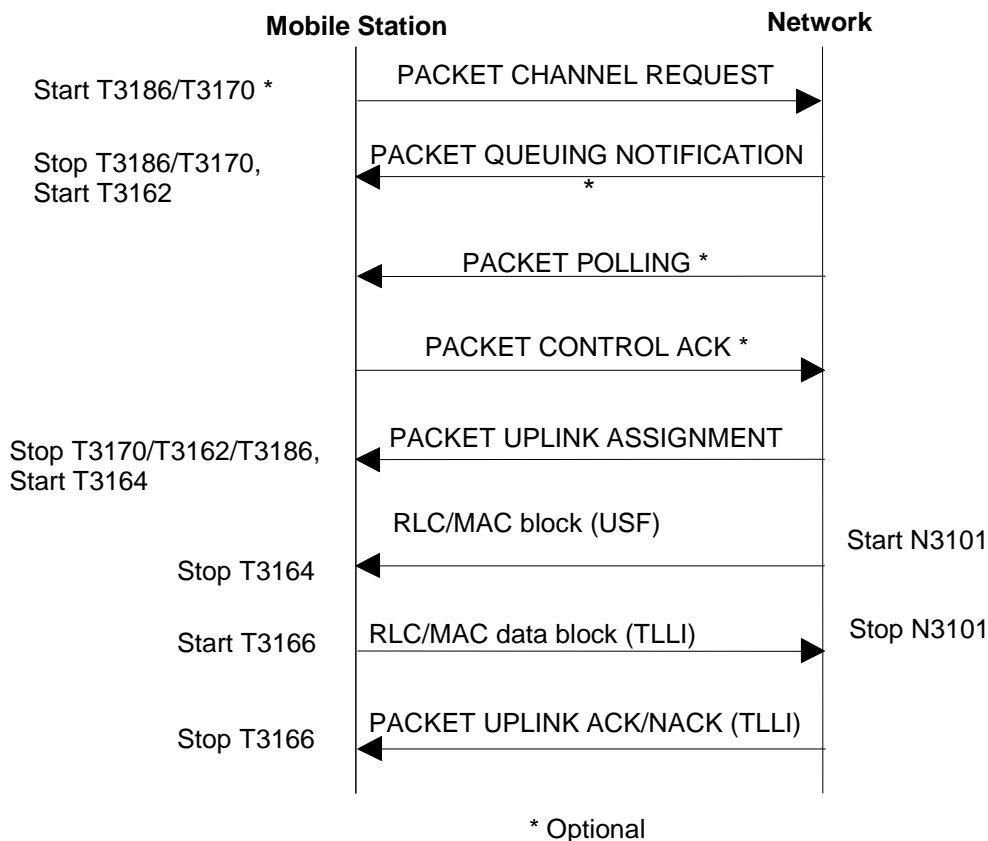 Mobile Station
Network
PACKET CHANNEL REQUEST
Start T3186/T3170 *
PACKET QUEUING NOTIFICATION
*
Stop T3186/T3170,
Start T3162
PACKET POLLING *
PACKET CONTROL ACK *
PACKET UPLINK ASSIGNMENT
Stop T3170/T3162/T3186,
Start T3164
RLC/MAC block (USF)
Start N3101
Stop T3164
RLC/MAC data block (TLLI)
Stop N3101
Start T3166
PACKET UPLINK ACK/NACK (TLLI)
Stop T3166
* Optional